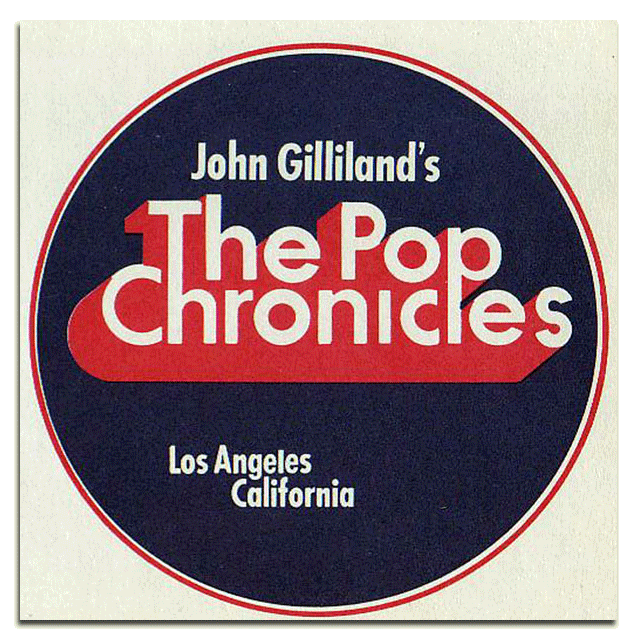 John Gilliland's
The Pop
Chronicles
Los Angeles
California